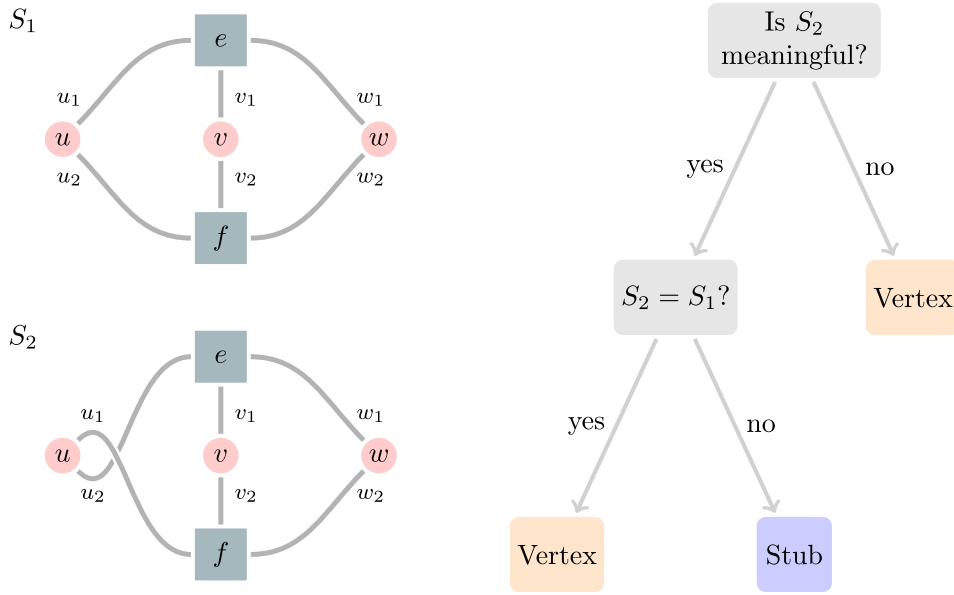 S₁
e
u₁
v₁
w₁
u
v
w
u₂
v₂
w₂
f
S₂
e
u₁
v₁
w₁
u
v
w
u₂
v₂
w₂
f
Is S₂
meaningful?
yes
no
S₂ = S₁?
Vertex
yes
no
Vertex
Stub